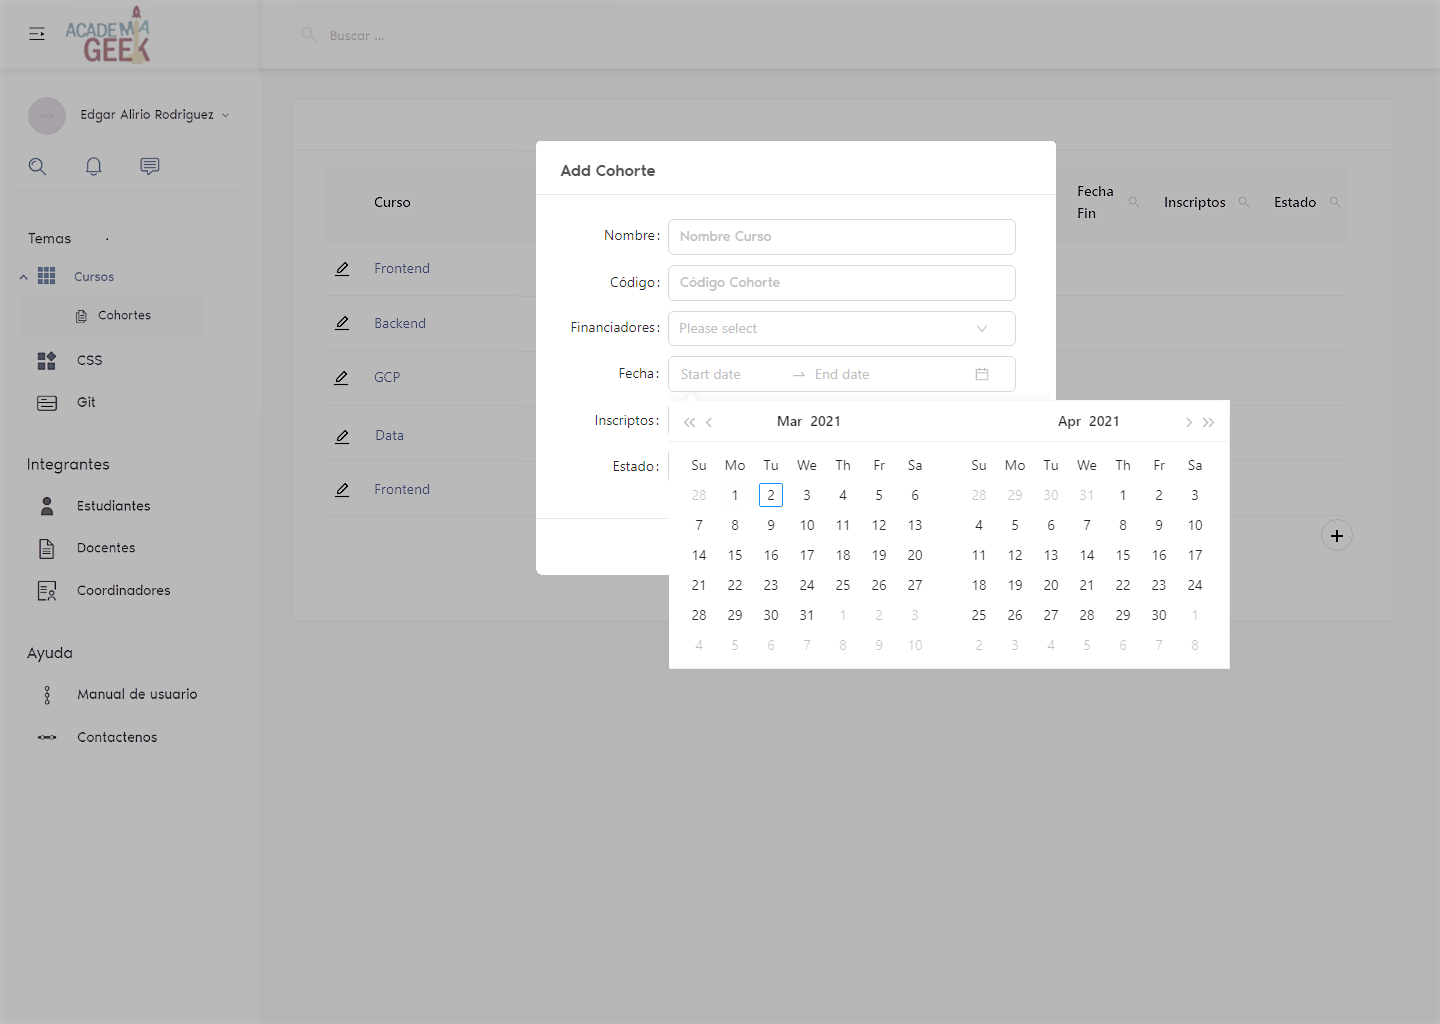 ACADEMIA
GEEK
Buscar ...
Edgar Alirio Rodriguez
Temas
Cursos
Cohortes
CSS
Git
Integrantes
Estudiantes
Docentes
Coordinadores
Ayuda
Manual de usuario
Contactenos
Curso
Fecha
Fin
Inscriptos
Estado
Frontend
Backend
GCP
Data
Frontend
Add Cohorte
Nombre: Nombre Curso
Código: Código Cohorte
Financiadores: Please select
Fecha: Start date End date
Inscriptos:
Estado:
Mar 2021
Su Mo Tu We Th Fr Sa
28 1 2 3 4 5 6
7 8 9 10 11 12 13
14 15 16 17 18 19 20
21 22 23 24 25 26 27
28 29 30 31 1 2 3
4 5 6 7 8 9 10
Apr 2021
Su Mo Tu We Th Fr Sa
28 29 30 31 1 2 3
4 5 6 7 8 9 10
11 12 13 14 15 16 17
18 19 20 21 22 23 24
25 26 27 28 29 30 1
2 3 4 5 6 7 8